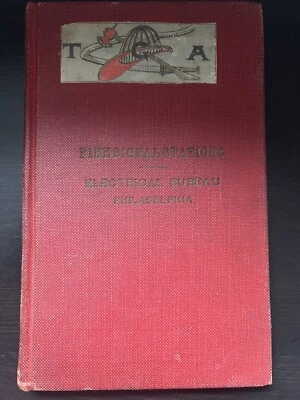 T G A
FIRE SIGNAL STATIONS
ELECTRICAL BUREAU
PHILADELPHIA